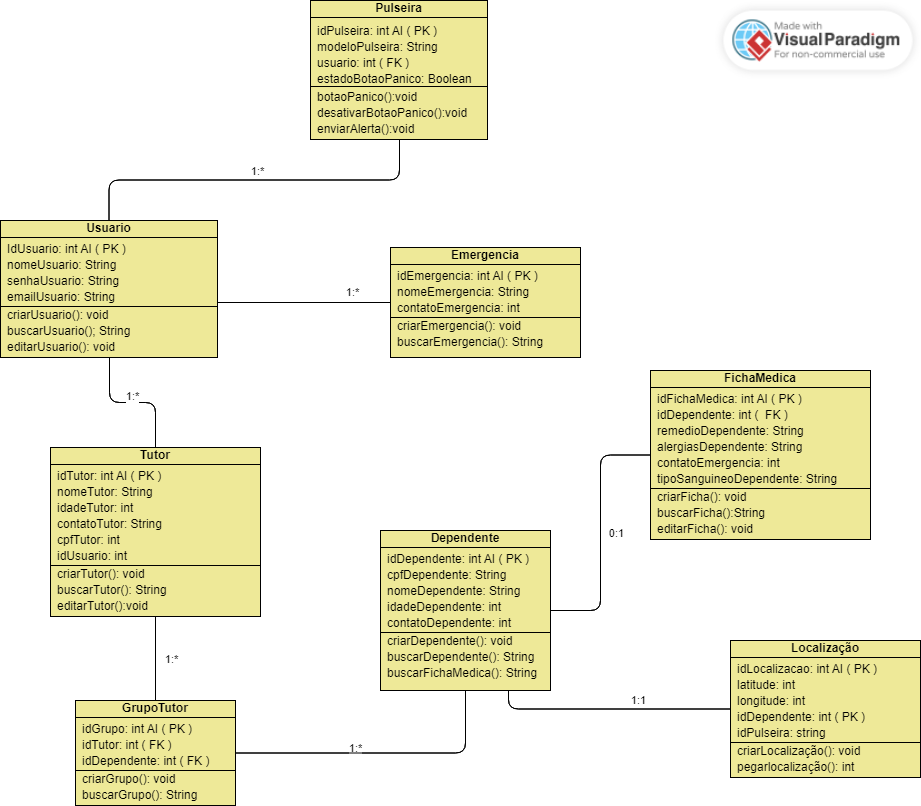 Pulseira
idPulseira: int AI ( PK )
modeloPulseira: String
usuario: int ( FK )
estadoBotaoPanico: Boolean
botaoPanico():void
desativarBotaoPanico():void
enviarAlerta():void
Made with
VisualParadigm
For non-commercial use
1:*
Usuario
IdUsuario: int AI ( PK )
nomeUsuario: String
senhaUsuario: String
emailUsuario: String
criarUsuario(): void
buscarUsuario(); String
editarUsuario(): void
1:*
Emergencia
idEmergencia: int AI ( PK )
nomeEmergencia: String
contatoEmergencia: int
criarEmergencia(): void
buscarEmergencia(): String
1:*
FichaMedica
idFichaMedica: int AI ( PK )
idDependente: int ( FK )
remedioDependente: String
alergiasDependente: String
contatoEmergencia: int
tipoSanguineoDependente: String
criarFicha(): void
buscarFicha():String
editarFicha(): void
Tutor
idTutor: int AI ( PK )
nomeTutor: String
idadeTutor: int
contatoTutor: String
cpfTutor: int
idUsuario: int
criarTutor(): void
buscarTutor(): String
editarTutor():void
0:1
Dependente
idDependente: int AI ( PK )
cpfDependente: String
nomeDependente: String
idadeDependente: int
contatoDependente: int
criarDependente(): void
buscarDependente(): String
buscarFichaMedica(): String
1:*
Localização
idLocalizacao: int AI ( PK )
latitude: int
longitude: int
idDependente: int ( PK )
idPulseira: string
criarLocalização(): void
pegarlocalização(): int
1:1
GrupoTutor
idGrupo: int AI ( PK )
idTutor: int ( FK )
idDependente: int ( FK )
criarGrupo(): void
buscarGrupo(): String
1:*